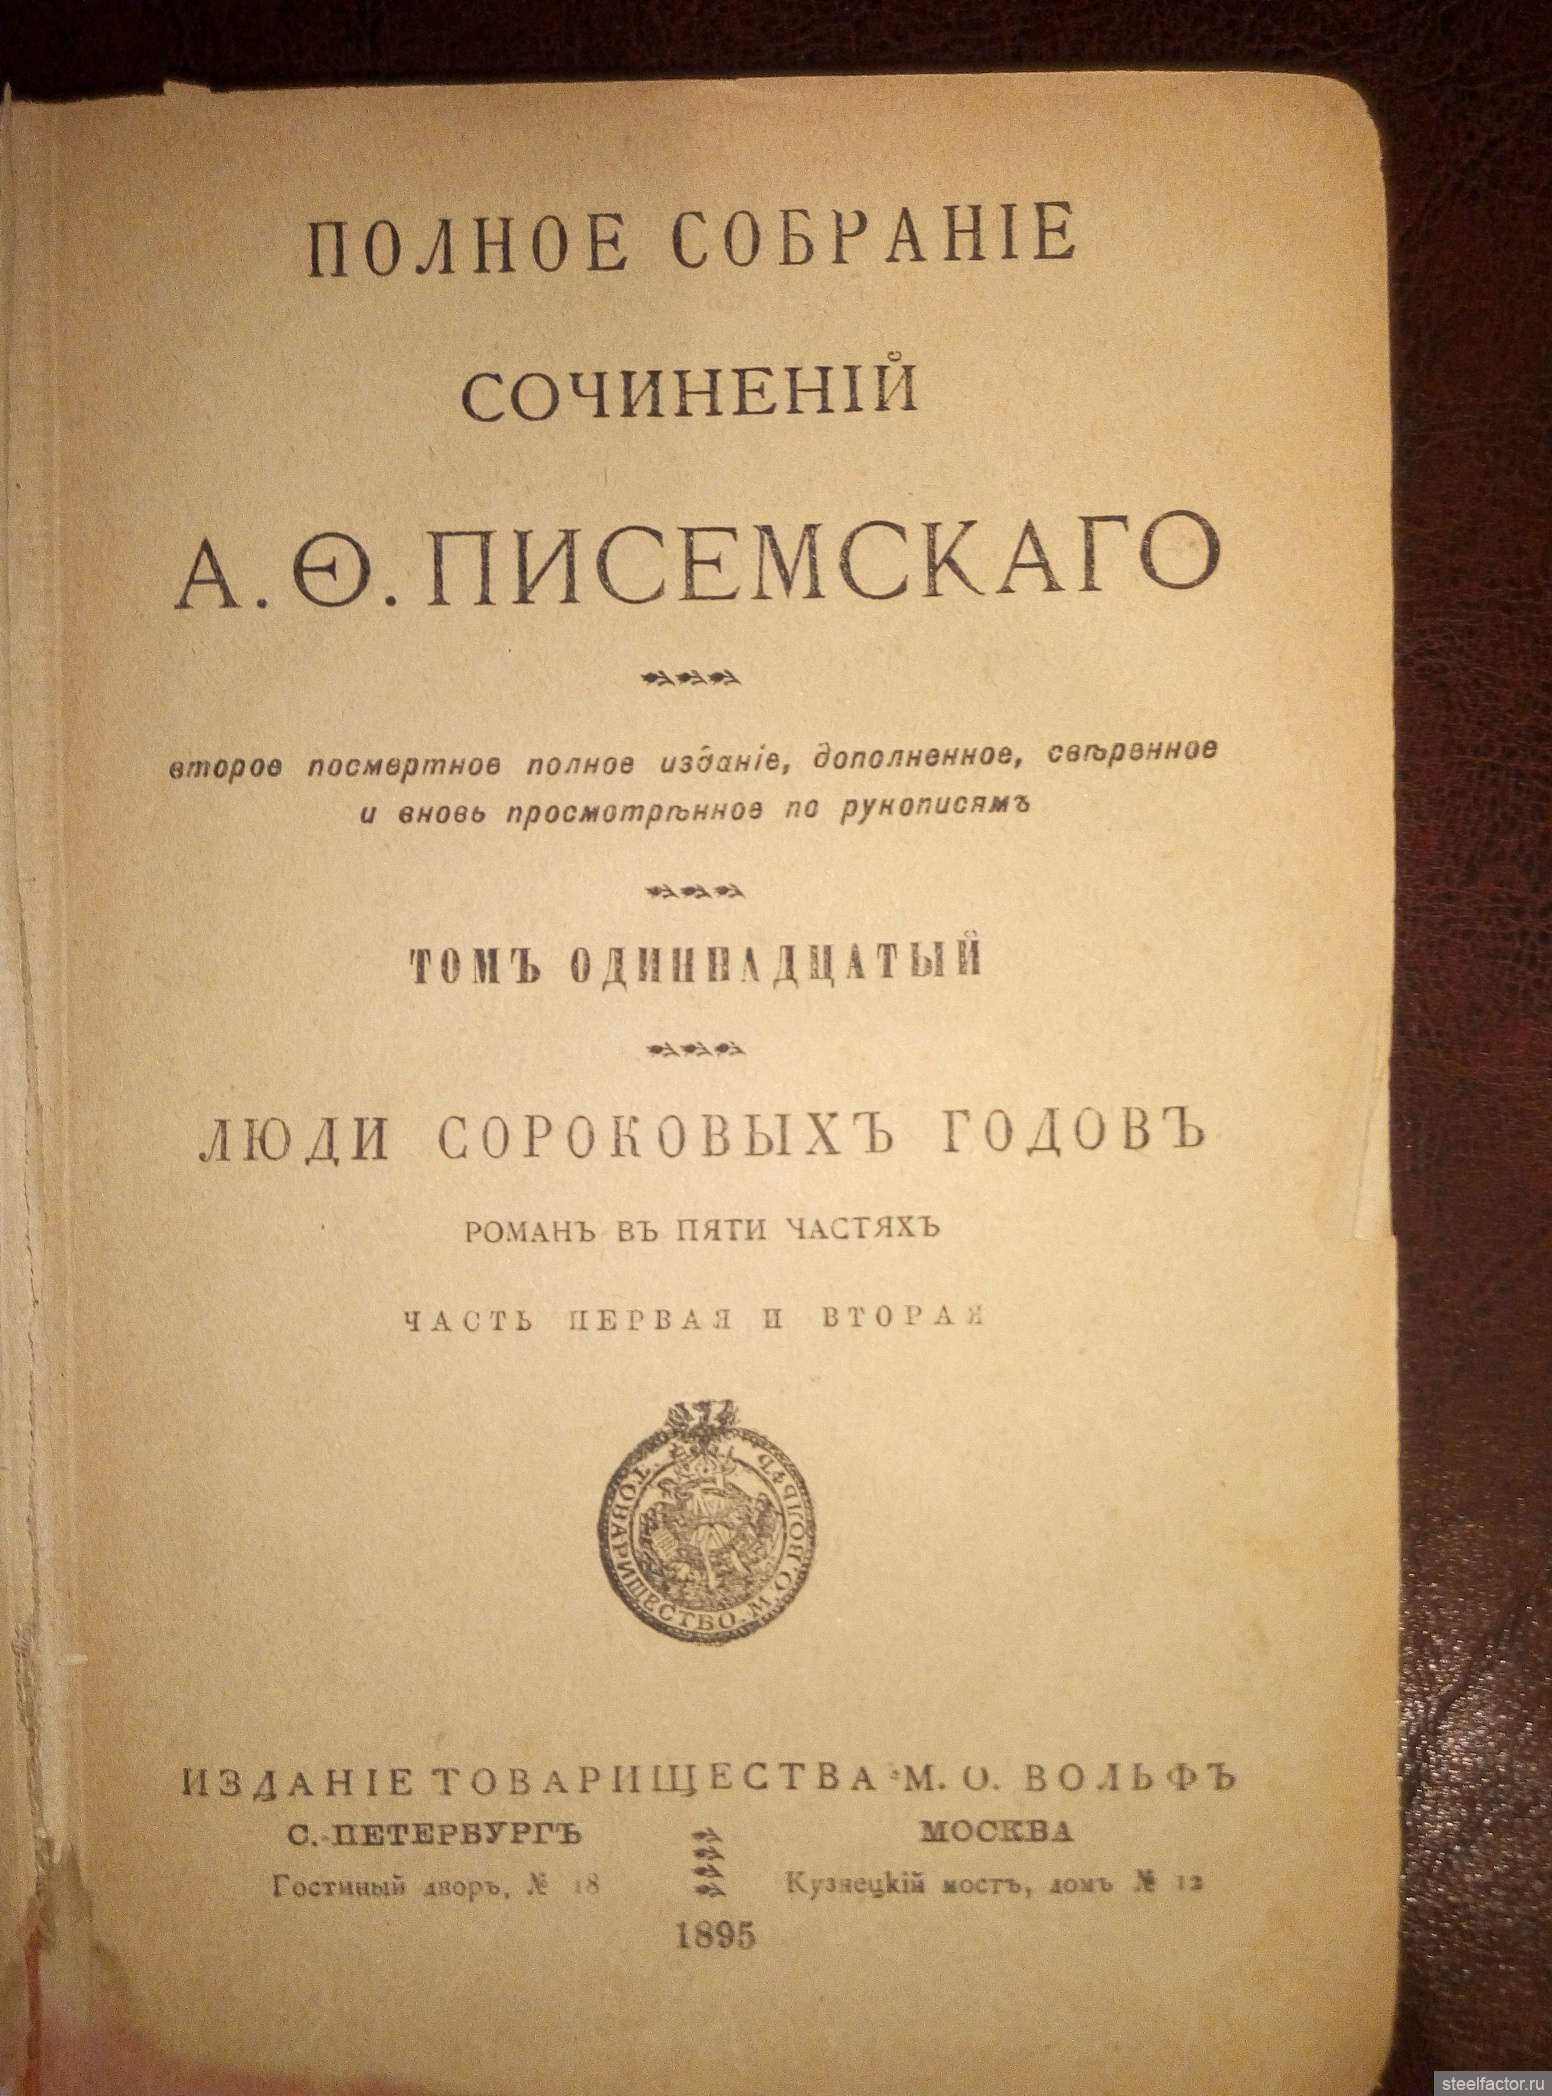 ПОЛНОЕ СОБРАНІЕ
СОЧИНЕНІЙ
А. Ѳ. ПИСЕМСКАГО
второе посмертное полное изданіе, дополненное, свѣренное
и вновь просмотрѣнное по рукописямъ
ТОМЪ ОДИННАДЦАТЫЙ
ЛЮДИ СОРОКОВЫХЪ ГОДОВЪ
РОМАНЪ ВЪ ПЯТИ ЧАСТЯХЪ
ЧАСТЬ ПЕРВАЯ И ВТОРАЯ
ТОВАРИЩЕСТВО. М. О. ВОЛЬФЪ
ИЗДАНІЕ ТОВАРИЩЕСТВА М. О. ВОЛЬФЪ
С.-ПЕТЕРБУРГЪ МОСКВА
Гостиный дворъ, № 18 Кузнецкій мостъ, домъ № 12
1895
steelfactor.ru